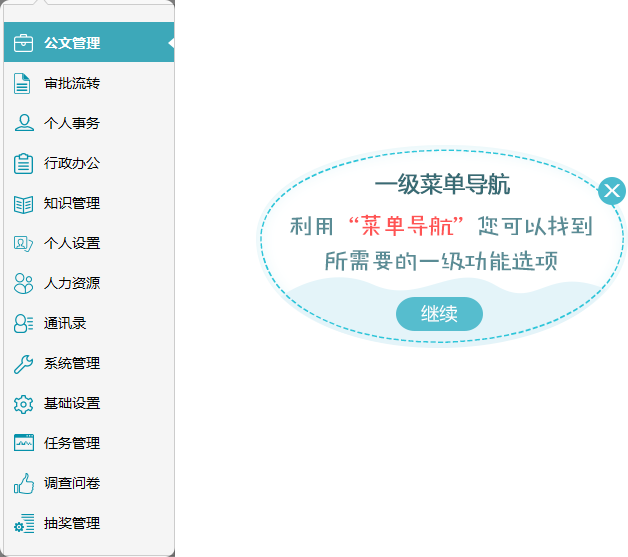 公文管理
审批流转
个人事务
行政办公
知识管理
个人设置
人力资源
通讯录
系统管理
基础设置
任务管理
调查问卷
抽奖管理
一级菜单导航
利用“菜单导航”您可以找到
所需要的一级功能选项
继续